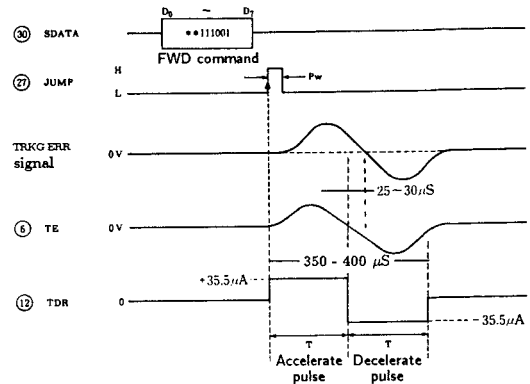 D₀ ~ D₇
㉚ SDATA **111001
FWD command
㉗ JUMP H L Pw
TRKG ERR signal 0V
25~30μS
⑥ TE 0V
350 - 400 μS
+35.5μA
⑫ TDR 0
-35.5μA
T T
Accelerate pulse Decelerate pulse